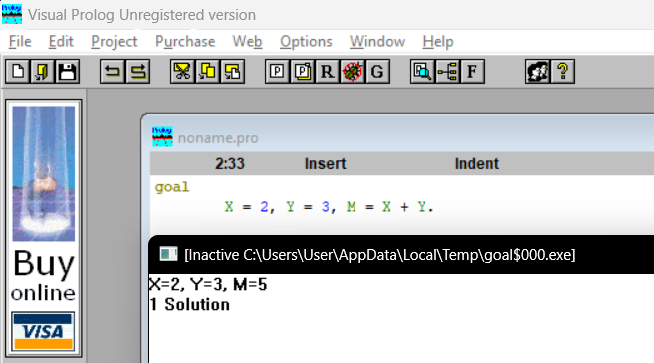 Visual Prolog Unregistered version
File Edit Project Purchase Web Options Window Help
P P R G F ?
Buy
online
VISA
noname.pro
2:33 Insert Indent
goal
X = 2, Y = 3, M = X + Y.
[Inactive C:\Users\User\AppData\Local\Temp\goal$000.exe]
X=2, Y=3, M=5
1 Solution